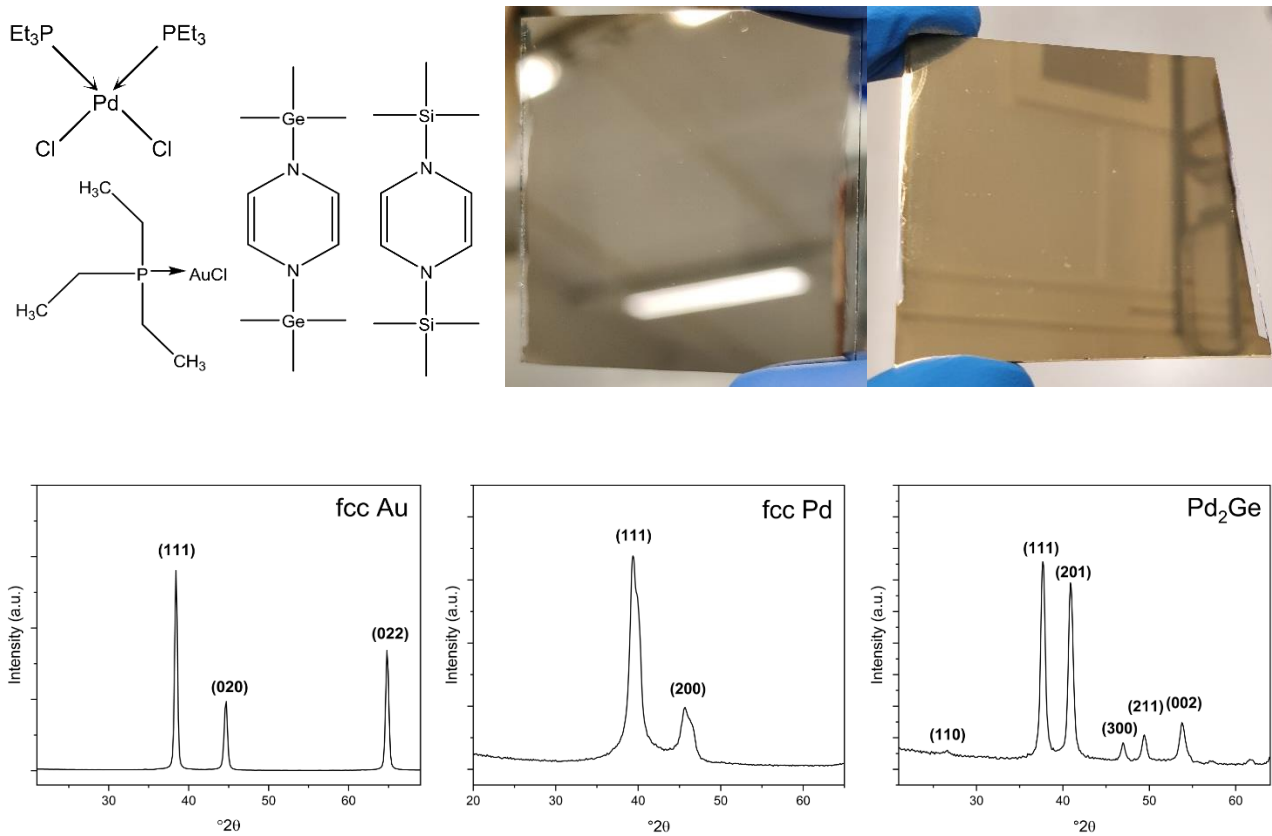 Et₃P PEt₃
Pd
Cl Cl
H₃C
P AuCl
H₃C
CH₃
Ge
N
N
Ge
Si
N
N
Si
fcc Au
(111)
(020)
(022)
Intensity (a.u.)
30 40 50 60
°2θ
fcc Pd
(111)
(200)
Intensity (a.u.)
20 30 40 50 60
°2θ
Pd₂Ge
(111)
(201)
(110)
(300)
(211)
(002)
Intensity (a.u.)
30 40 50 60
°2θ